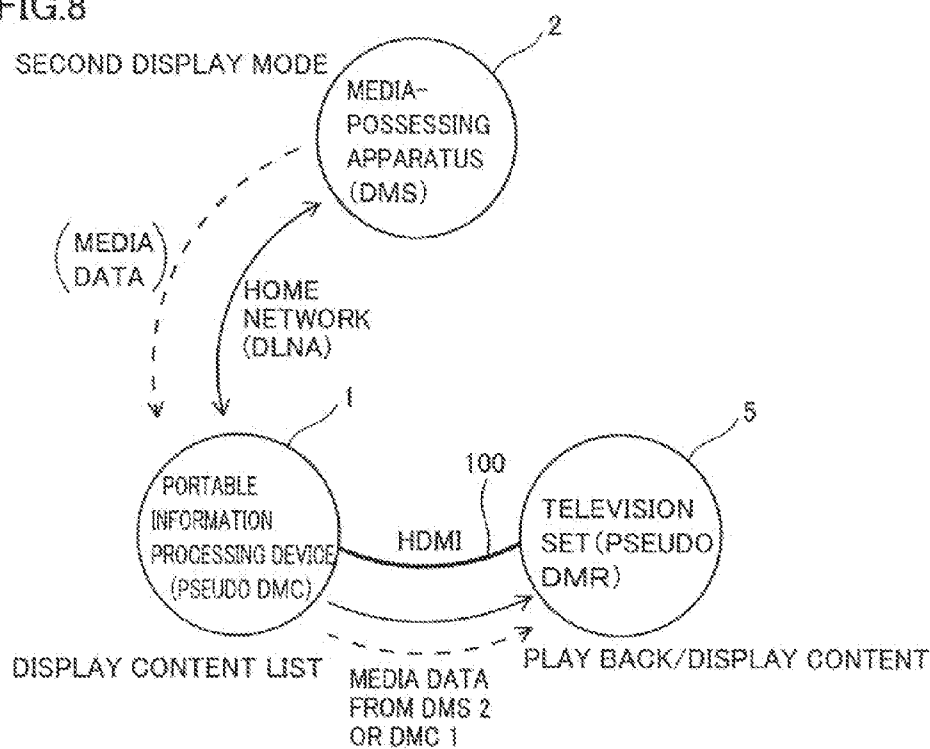 FIG.8
SECOND DISPLAY MODE
2
MEDIA-
POSSESSING
APPARATUS
(DMS)
(MEDIA
DATA)
HOME
NETWORK
(DLNA)
1
PORTABLE
INFORMATION
PROCESSING DEVICE
(PSEUDO DMC)
HDMI
100
5
TELEVISION
SET(PSEUDO
DMR)
DISPLAY CONTENT LIST
MEDIA DATA
FROM DMS 2
OR DMC 1
PLAY BACK/DISPLAY CONTENT